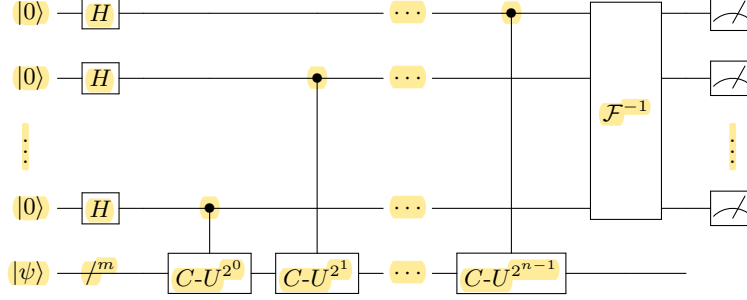 |0⟩ H ⋯
|0⟩ H ⋯
⋮ 𝓕⁻¹ ⋮
|0⟩ H ⋯
|ψ⟩ /ᵐ C-U^{2^0} C-U^{2^1} ⋯ C-U^{2^{n-1}}